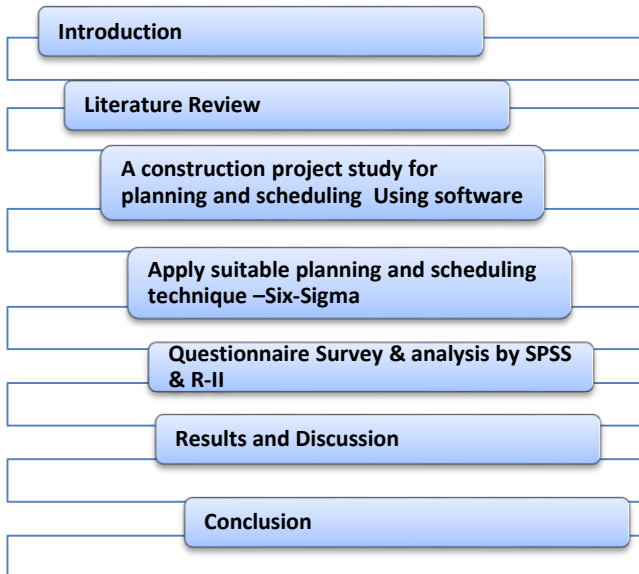 Introduction
Literature Review
A construction project study for
planning and scheduling Using software
Apply suitable planning and scheduling
technique –Six-Sigma
Questionnaire Survey & analysis by SPSS
& R-II
Results and Discussion
Conclusion